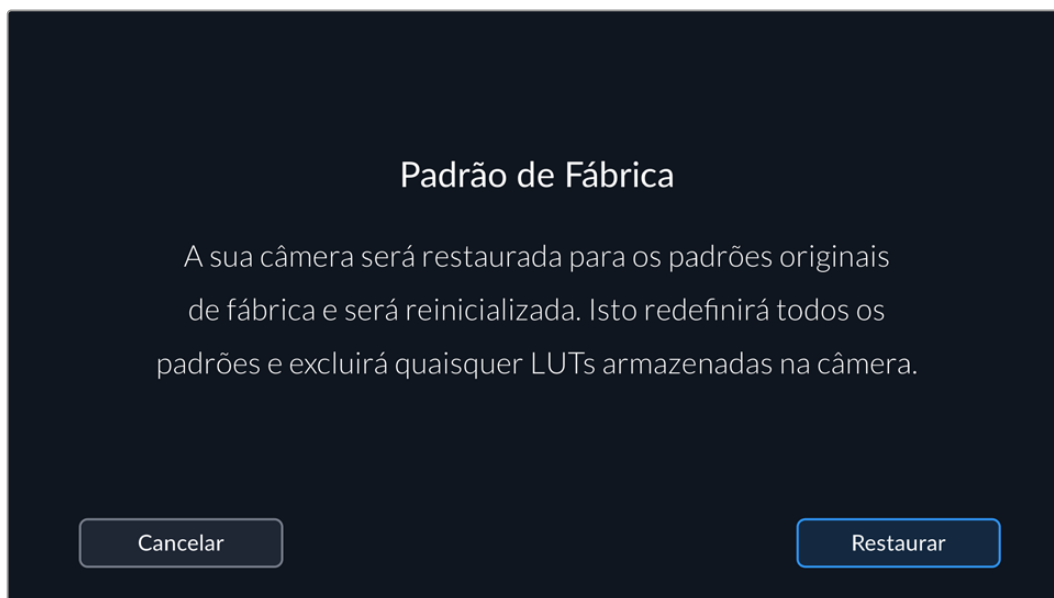 Padrão de Fábrica
A sua câmera será restaurada para os padrões originais
de fábrica e será reinicializada. Isto redefinirá todos os
padrões e excluirá quaisquer LUTs armazenadas na câmera.
Cancelar
Restaurar